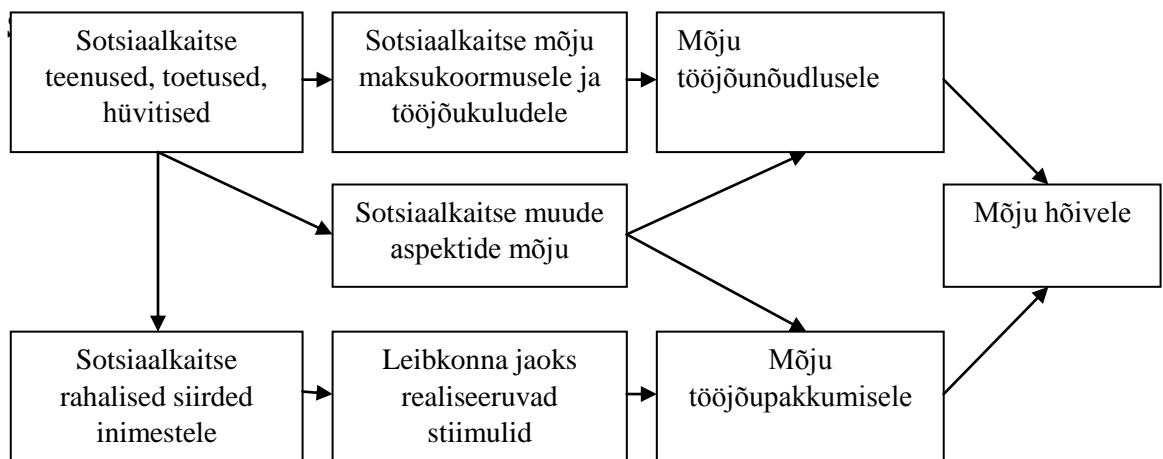 Sotsiaalkaitse
teenused, toetused,
hüvitised
Sotsiaalkaitse mõju
maksukoormusele ja
tööjõukuludele
Mõju
tööjõunõudlusele
Sotsiaalkaitse muude
aspektide mõju
Mõju hõivele
Sotsiaalkaitse
rahalised siirded
inimestele
Leibkonna jaoks
realiseeruvad
stiimulid
Mõju
tööjõupakkumisele